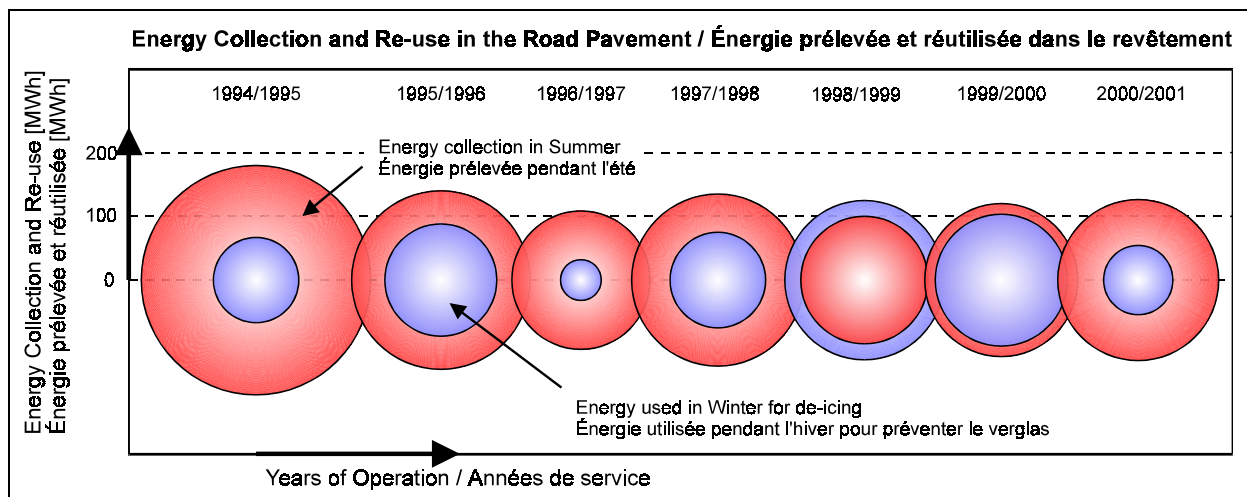 Energy Collection and Re-use in the Road Pavement / Énergie prélevée et réutilisée dans le revêtement
Energy Collection and Re-use [MWh]
Énergie prélevée et réutilisée [MWh]
1994/1995
1995/1996
1996/1997
1997/1998
1998/1999
1999/2000
2000/2001
200
100
0
Energy collection in Summer
Énergie prélevée pendant l'été
Energy used in Winter for de-icing
Énergie utilisée pendant l'hiver pour préventer le verglas
Years of Operation / Années de service